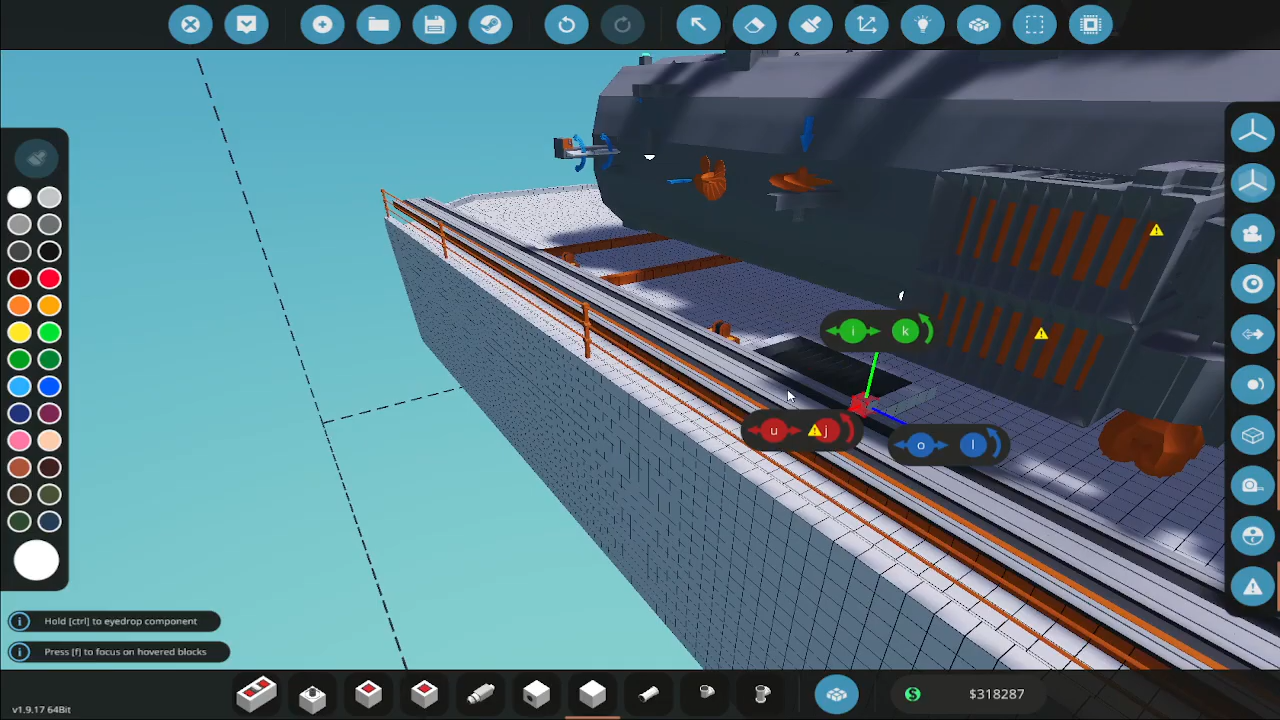 i k
u j
o l
Hold [ctrl] to eyedrop component
Press [f] to focus on hovered blocks
v1.9.17 64Bit
$ $318287